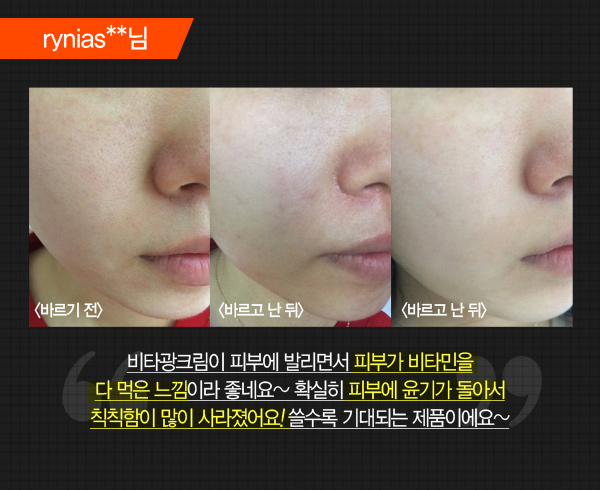 rynias**님
<바르기 전>
<바르고 난 뒤>
<바르고 난 뒤>
비타광크림이 피부에 발리면서 피부가 비타민을
다 먹은 느낌이라 좋네요~ 확실히 피부에 윤기가 돌아서
칙칙함이 많이 사라졌어요! 쓸수록 기대되는 제품이에요~